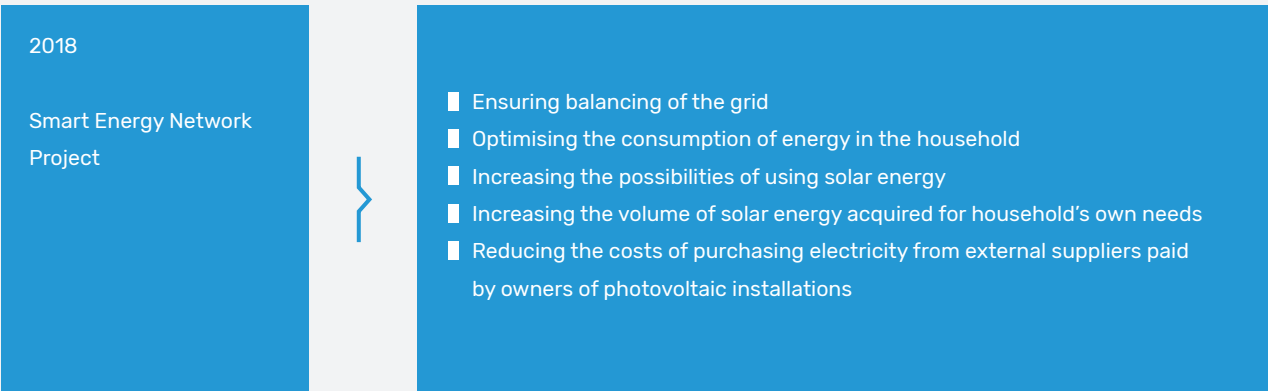 2018
Smart Energy Network
Project
Ensuring balancing of the grid
Optimising the consumption of energy in the household
Increasing the possibilities of using solar energy
Increasing the volume of solar energy acquired for household’s own needs
Reducing the costs of purchasing electricity from external suppliers paid
by owners of photovoltaic installations